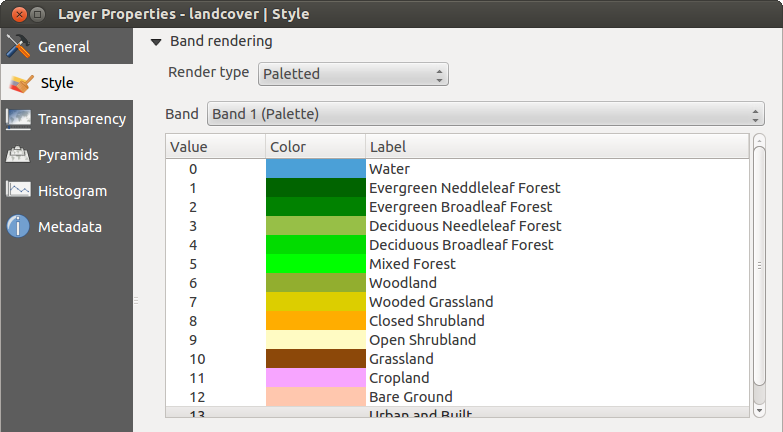 Layer Properties - landcover | Style
General
Style
Transparency
Pyramids
Histogram
Metadata
Band rendering
Render type Paletted
Band Band 1 (Palette)
Value Color Label
0 Water
1 Evergreen Neddleleaf Forest
2 Evergreen Broadleaf Forest
3 Deciduous Needleleaf Forest
4 Deciduous Broadleaf Forest
5 Mixed Forest
6 Woodland
7 Wooded Grassland
8 Closed Shrubland
9 Open Shrubland
10 Grassland
11 Cropland
12 Bare Ground
13 Urban and Built